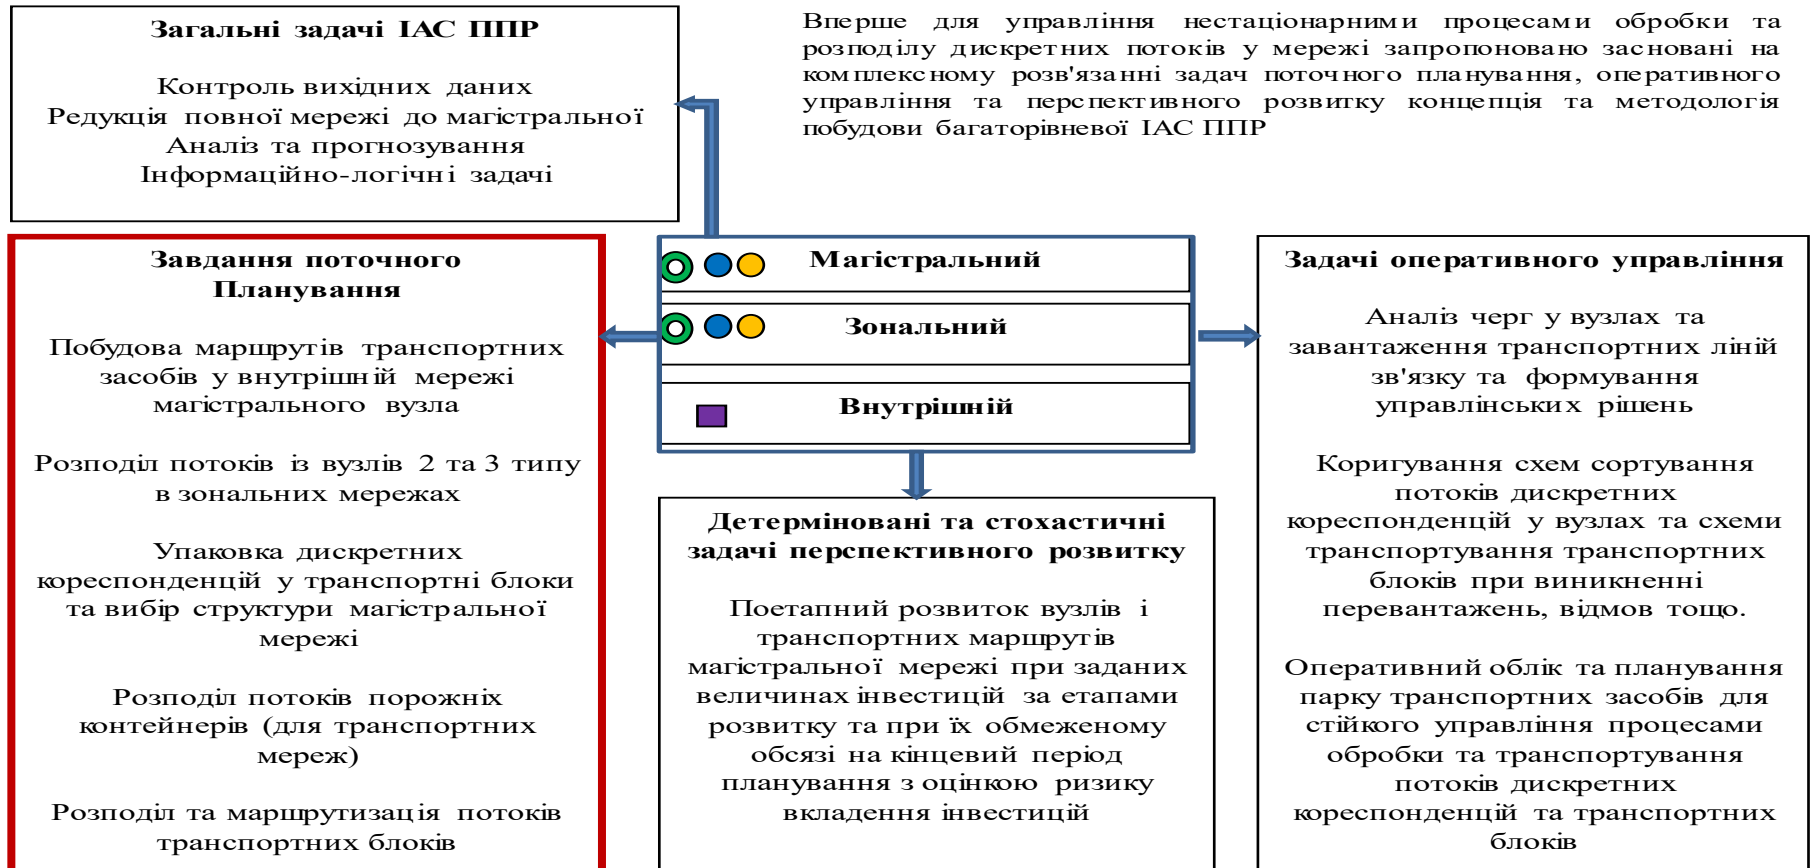 Загальні задачі ІАС ППР
Контроль вихідних даних
Редукція повної мережі до магістральної
Аналіз та прогнозування
Інформаційно-логічні задачі
Вперше для управління нестаціонарними процесами обробки та
розподілу дискретних потоків у мережі запропоновано засновані на
комплексному розв'язанні задач поточного планування, оперативного
управління та перспективного розвитку концепція та методологія
побудови багаторівневої ІАС ППР
Завдання поточного
Планування
Побудова маршрутів транспортних
засобів у внутрішній мережі
магістрального вузла
Розподіл потоків із вузлів 2 та 3 типу
в зональних мережах
Упаковка дискретних
кореспонденцій у транспортні блоки
та вибір структури магістральної
мережі
Розподіл потоків порожніх
контейнерів (для транспортних
мереж)
Розподіл та маршрутизація потоків
транспортних блоків
Магістральний
Зональний
Внутрішній
Детерміновані та стохастичні
задачі перспективного розвитку
Поетапний розвиток вузлів і
транспортних маршрутів
магістральної мережі при заданих
величинах інвестицій за етапами
розвитку та при їх обмеженому
обсязі на кінцевий період
планування з оцінкою ризику
вкладення інвестицій
Задачі оперативного управління
Аналіз черг у вузлах та
завантаження транспортних ліній
зв'язку та формування
управлінських рішень
Коригування схем сортування
потоків дискретних
кореспонденцій у вузлах та схеми
транспортування транспортних
блоків при виникненні
перевантажень, відмов тощо.
Оперативний облік та планування
парку транспортних засобів для
стійкого управління процесами
обробки та транспортування
потоків дискретних
кореспонденцій та транспортних
блоків